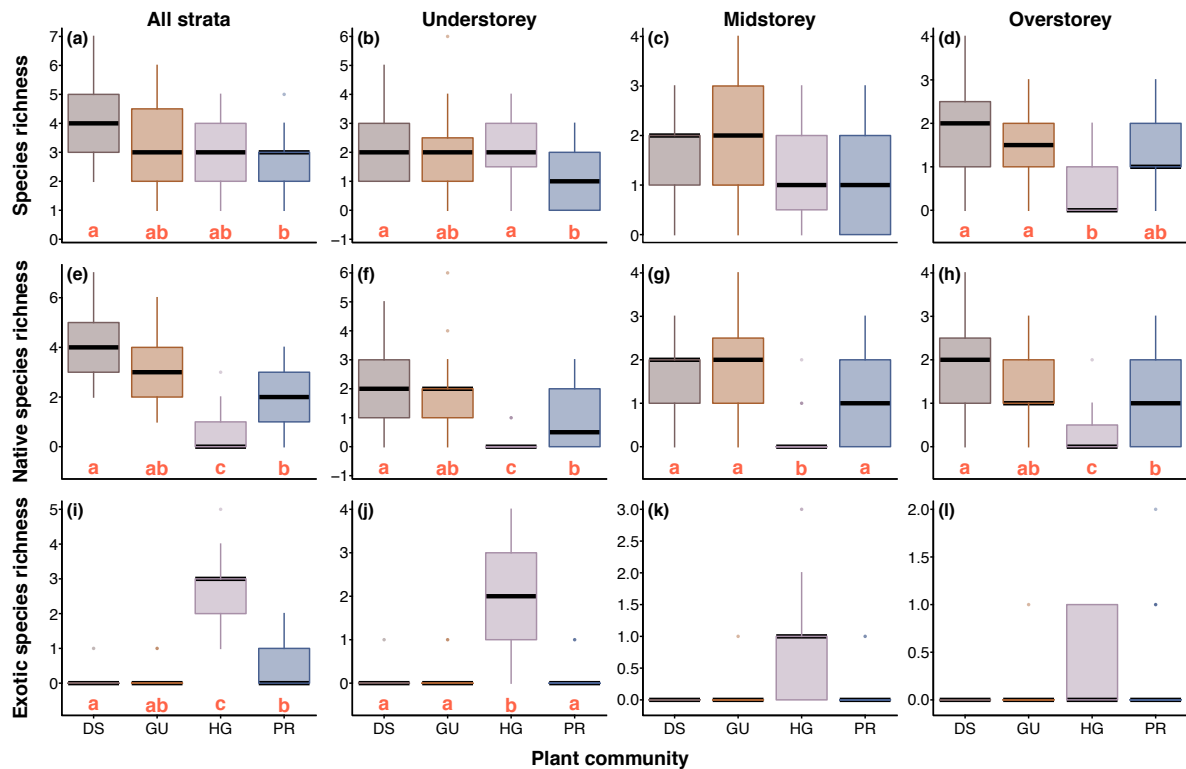 All strata Understorey Midstorey Overstorey
Species richness
(a) (b) (c) (d)
7 6 5 4 3 2 1 0
a ab ab b
6 5 4 3 2 1 0 −1
a a a b
4 3 2 1 0
4 3 2 1 0
a a b ab
Native species richness
(e) (f) (g) (h)
6 4 2 0
a ab c b
6 5 4 3 2 1 0 −1
a ab c b
4 3 2 1 0
a a b a
4 3 2 1 0
a ab c b
Exotic species richness
(i) (j) (k) (l)
5 4 3 2 1 0
a ab c b
4 3 2 1 0
a a b a
3.0 2.5 2.0 1.5 1.0 0.5 0.0
2.0 1.5 1.0 0.5 0.0
DS GU HG PR DS GU HG PR DS GU HG PR DS GU HG PR
Plant community